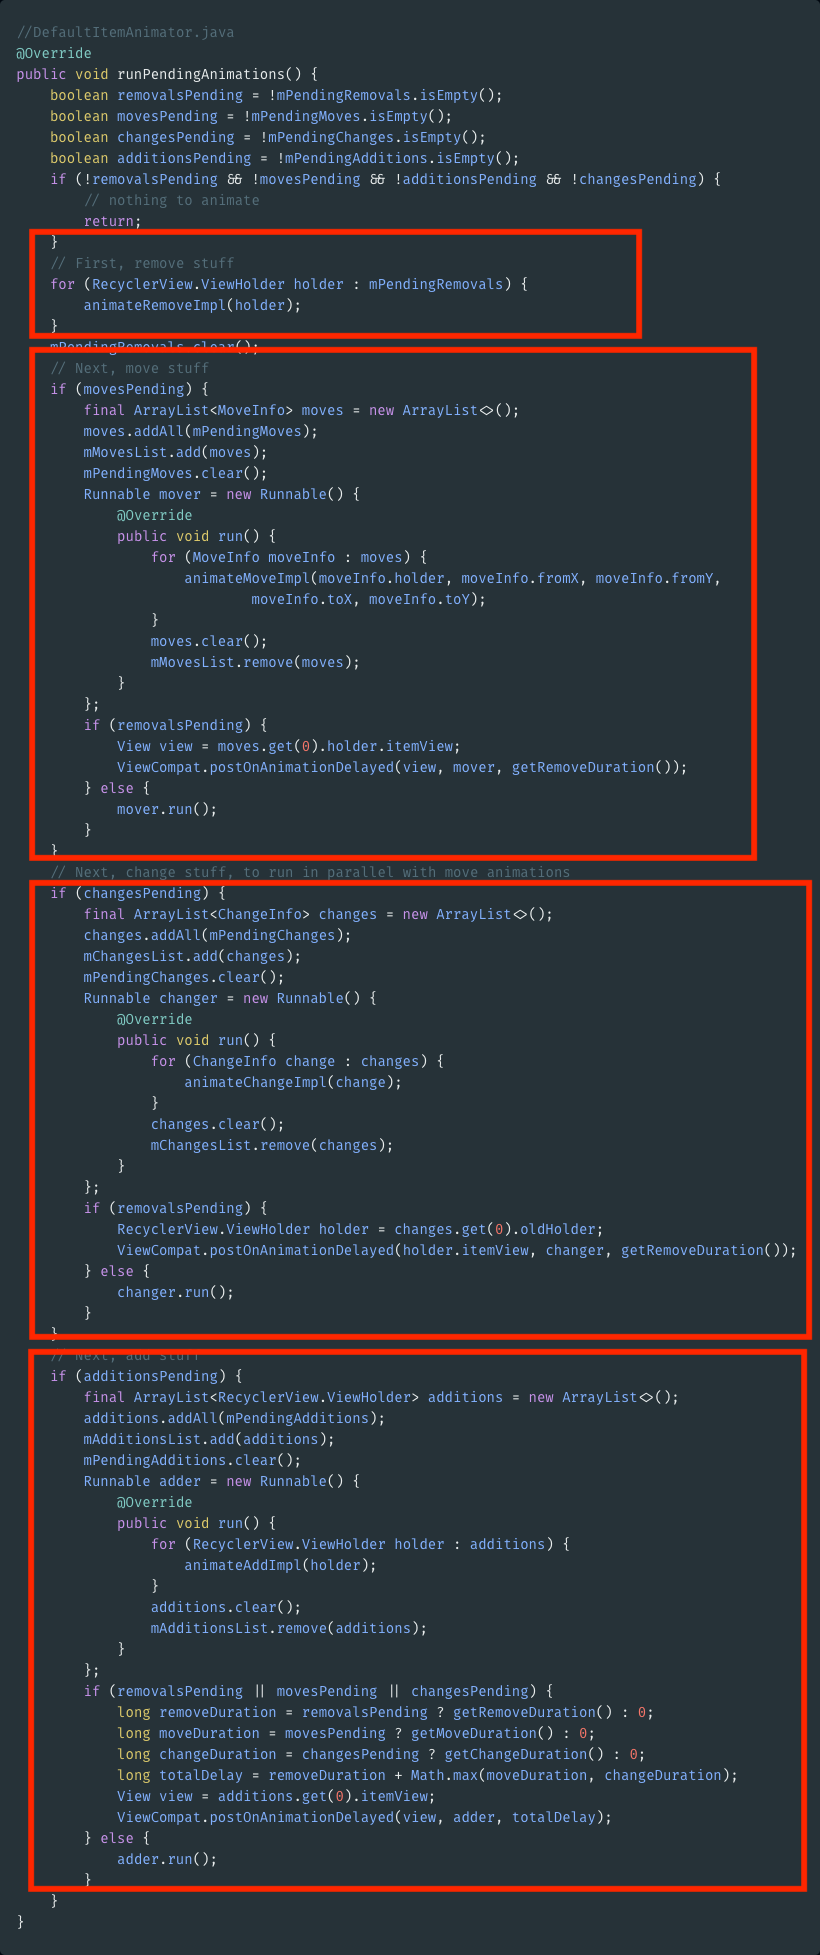 //DefaultItemAnimator.java
@Override
public void runPendingAnimations() {
    boolean removalsPending = !mPendingRemovals.isEmpty();
    boolean movesPending = !mPendingMoves.isEmpty();
    boolean changesPending = !mPendingChanges.isEmpty();
    boolean additionsPending = !mPendingAdditions.isEmpty();
    if (!removalsPending && !movesPending && !additionsPending && !changesPending) {
        // nothing to animate
        return;
    }
    // First, remove stuff
    for (RecyclerView.ViewHolder holder : mPendingRemovals) {
        animateRemoveImpl(holder);
    }
    mPendingRemovals.clear();
    // Next, move stuff
    if (movesPending) {
        final ArrayList<MoveInfo> moves = new ArrayList<>();
        moves.addAll(mPendingMoves);
        mMovesList.add(moves);
        mPendingMoves.clear();
        Runnable mover = new Runnable() {
            @Override
            public void run() {
                for (MoveInfo moveInfo : moves) {
                    animateMoveImpl(moveInfo.holder, moveInfo.fromX, moveInfo.fromY,
                            moveInfo.toX, moveInfo.toY);
                }
                moves.clear();
                mMovesList.remove(moves);
            }
        };
        if (removalsPending) {
            View view = moves.get(0).holder.itemView;
            ViewCompat.postOnAnimationDelayed(view, mover, getRemoveDuration());
        } else {
            mover.run();
        }
    }
    // Next, change stuff, to run in parallel with move animations
    if (changesPending) {
        final ArrayList<ChangeInfo> changes = new ArrayList<>();
        changes.addAll(mPendingChanges);
        mChangesList.add(changes);
        mPendingChanges.clear();
        Runnable changer = new Runnable() {
            @Override
            public void run() {
                for (ChangeInfo change : changes) {
                    animateChangeImpl(change);
                }
                changes.clear();
                mChangesList.remove(changes);
            }
        };
        if (removalsPending) {
            RecyclerView.ViewHolder holder = changes.get(0).oldHolder;
            ViewCompat.postOnAnimationDelayed(holder.itemView, changer, getRemoveDuration());
        } else {
            changer.run();
        }
    }
    // Next, add stuff
    if (additionsPending) {
        final ArrayList<RecyclerView.ViewHolder> additions = new ArrayList<>();
        additions.addAll(mPendingAdditions);
        mAdditionsList.add(additions);
        mPendingAdditions.clear();
        Runnable adder = new Runnable() {
            @Override
            public void run() {
                for (RecyclerView.ViewHolder holder : additions) {
                    animateAddImpl(holder);
                }
                additions.clear();
                mAdditionsList.remove(additions);
            }
        };
        if (removalsPending || movesPending || changesPending) {
            long removeDuration = removalsPending ? getRemoveDuration() : 0;
            long moveDuration = movesPending ? getMoveDuration() : 0;
            long changeDuration = changesPending ? getChangeDuration() : 0;
            long totalDelay = removeDuration + Math.max(moveDuration, changeDuration);
            View view = additions.get(0).itemView;
            ViewCompat.postOnAnimationDelayed(view, adder, totalDelay);
        } else {
            adder.run();
        }
    }
}